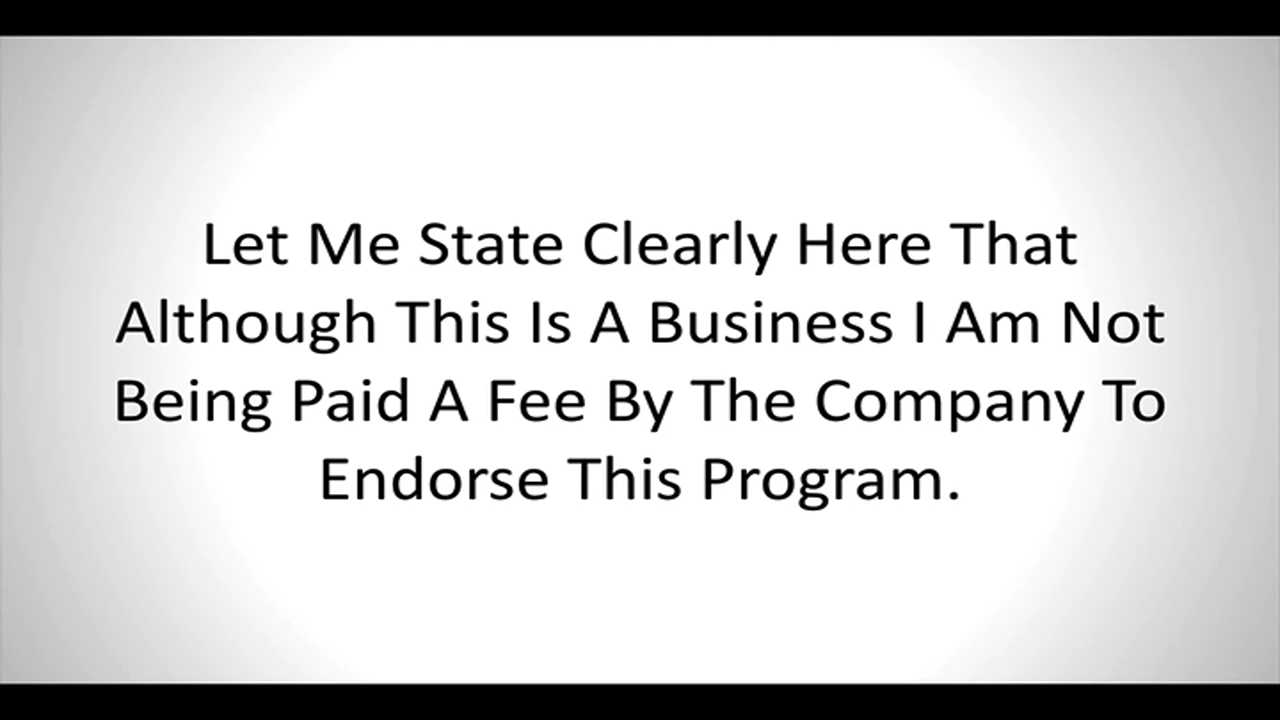 Let Me State Clearly Here That
Although This Is A Business I Am Not
Being Paid A Fee By The Company To
Endorse This Program.